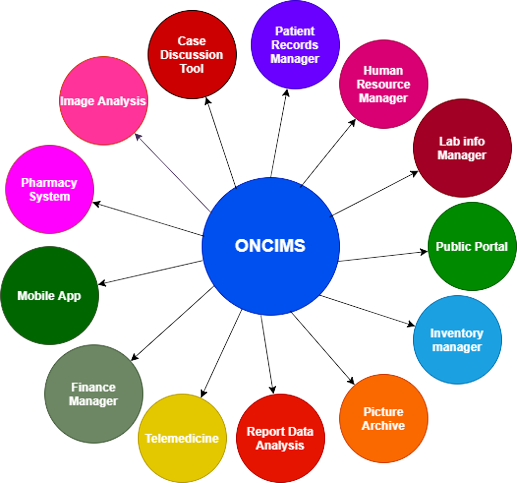 Case
Discussion
Tool
Patient
Records
Manager
Human
Resource
Manager
Image Analysis
Lab info
Manager
Pharmacy
System
ONCIMS
Public Portal
Mobile App
Inventory
manager
Finance
Manager
Picture
Archive
Telemedicine
Report Data
Analysis